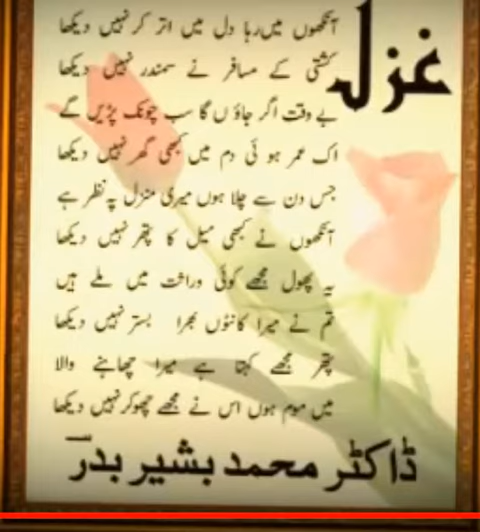 غزل
آنکھوں میں رہا دل میں اتر کر نہیں دیکھا
کشتی کے مسافر نے سمندر نہیں دیکھا
بے وقت اگر جاؤں گا سب چونک پڑیں گے
اک عمر ہوئی دم میں کبھی گھر نہیں دیکھا
جس دن سے چلا ہوں میری منزل پہ نظر ہے
آنکھوں نے کبھی میل کا پتھر نہیں دیکھا
یہ پھول مجھے کوئی وراثت میں ملے ہیں
تم نے میرا کانٹوں بھرا بستر نہیں دیکھا
پتھر مجھے کہتا ہے میرا چاہنے والا
میں موم ہوں اس نے مجھے چھو کر نہیں دیکھا
ڈاکٹر محمد بشیر بدر